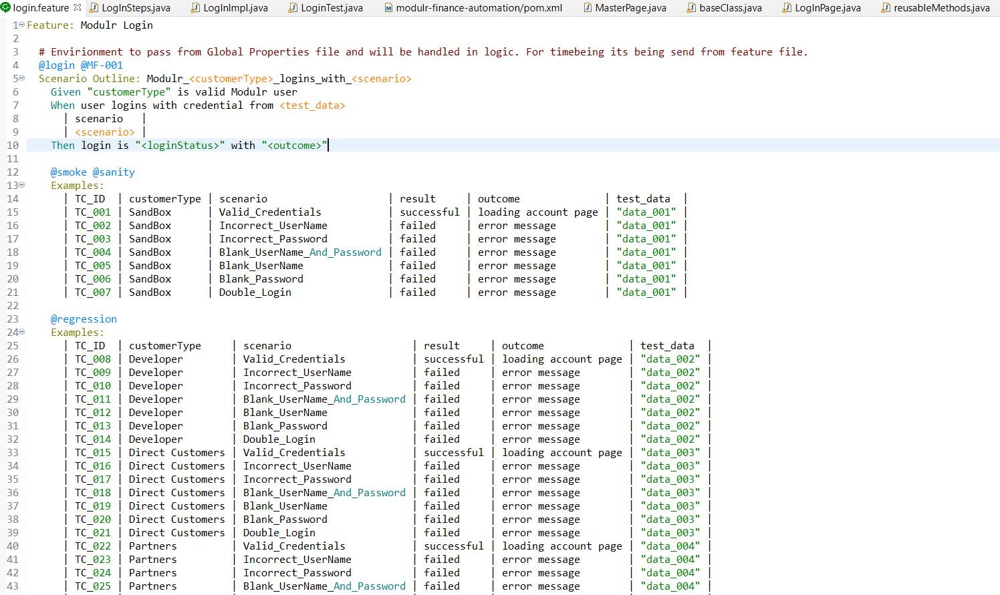 login.feature LogInSteps.java LogInImpl.java LoginTest.java modulr-finance-automation/pom.xml MasterPage.java baseClass.java LogInPage.java reusableMethods.java
1 Feature: Modulr Login
2
3 # Envirionment to pass from Global Properties file and will be handled in logic. For timebeing its being send from feature file.
4 @login @MF-001
5 Scenario Outline: Modulr_<customerType>_logins_with_<scenario>
6 Given "customerType" is valid Modulr user
7 When user logins with credential from <test_data>
8 | scenario |
9 | <scenario> |
10 Then login is "<loginStatus>" with "<outcome>"
11
12 @smoke @sanity
13 Examples:
14 | TC_ID | customerType | scenario | result | outcome | test_data |
15 | TC_001 | SandBox | Valid_Credentials | successful | loading account page | "data_001" |
16 | TC_002 | SandBox | Incorrect_UserName | failed | error message | "data_001" |
17 | TC_003 | SandBox | Incorrect_Password | failed | error message | "data_001" |
18 | TC_004 | SandBox | Blank_UserName_And_Password | failed | error message | "data_001" |
19 | TC_005 | SandBox | Blank_UserName | failed | error message | "data_001" |
20 | TC_006 | SandBox | Blank_Password | failed | error message | "data_001" |
21 | TC_007 | SandBox | Double_Login | failed | error message | "data_001" |
22
23 @regression
24 Examples:
25 | TC_ID | customerType | scenario | result | outcome | test_data |
26 | TC_008 | Developer | Valid_Credentials | successful | loading account page | "data_002" |
27 | TC_009 | Developer | Incorrect_UserName | failed | error message | "data_002" |
28 | TC_010 | Developer | Incorrect_Password | failed | error message | "data_002" |
29 | TC_011 | Developer | Blank_UserName_And_Password | failed | error message | "data_002" |
30 | TC_012 | Developer | Blank_UserName | failed | error message | "data_002" |
31 | TC_013 | Developer | Blank_Password | failed | error message | "data_002" |
32 | TC_014 | Developer | Double_Login | failed | error message | "data_002" |
33 | TC_015 | Direct Customers | Valid_Credentials | successful | loading account page | "data_003" |
34 | TC_016 | Direct Customers | Incorrect_UserName | failed | error message | "data_003" |
35 | TC_017 | Direct Customers | Incorrect_Password | failed | error message | "data_003" |
36 | TC_018 | Direct Customers | Blank_UserName_And_Password | failed | error message | "data_003" |
37 | TC_019 | Direct Customers | Blank_UserName | failed | error message | "data_003" |
38 | TC_020 | Direct Customers | Blank_Password | failed | error message | "data_003" |
39 | TC_021 | Direct Customers | Double_Login | failed | error message | "data_003" |
40 | TC_022 | Partners | Valid_Credentials | successful | loading account page | "data_004" |
41 | TC_023 | Partners | Incorrect_UserName | failed | error message | "data_004" |
42 | TC_024 | Partners | Incorrect_Password | failed | error message | "data_004" |
43 | TC_025 | Partners | Blank_UserName_And_Password | failed | error message | "data_004" |